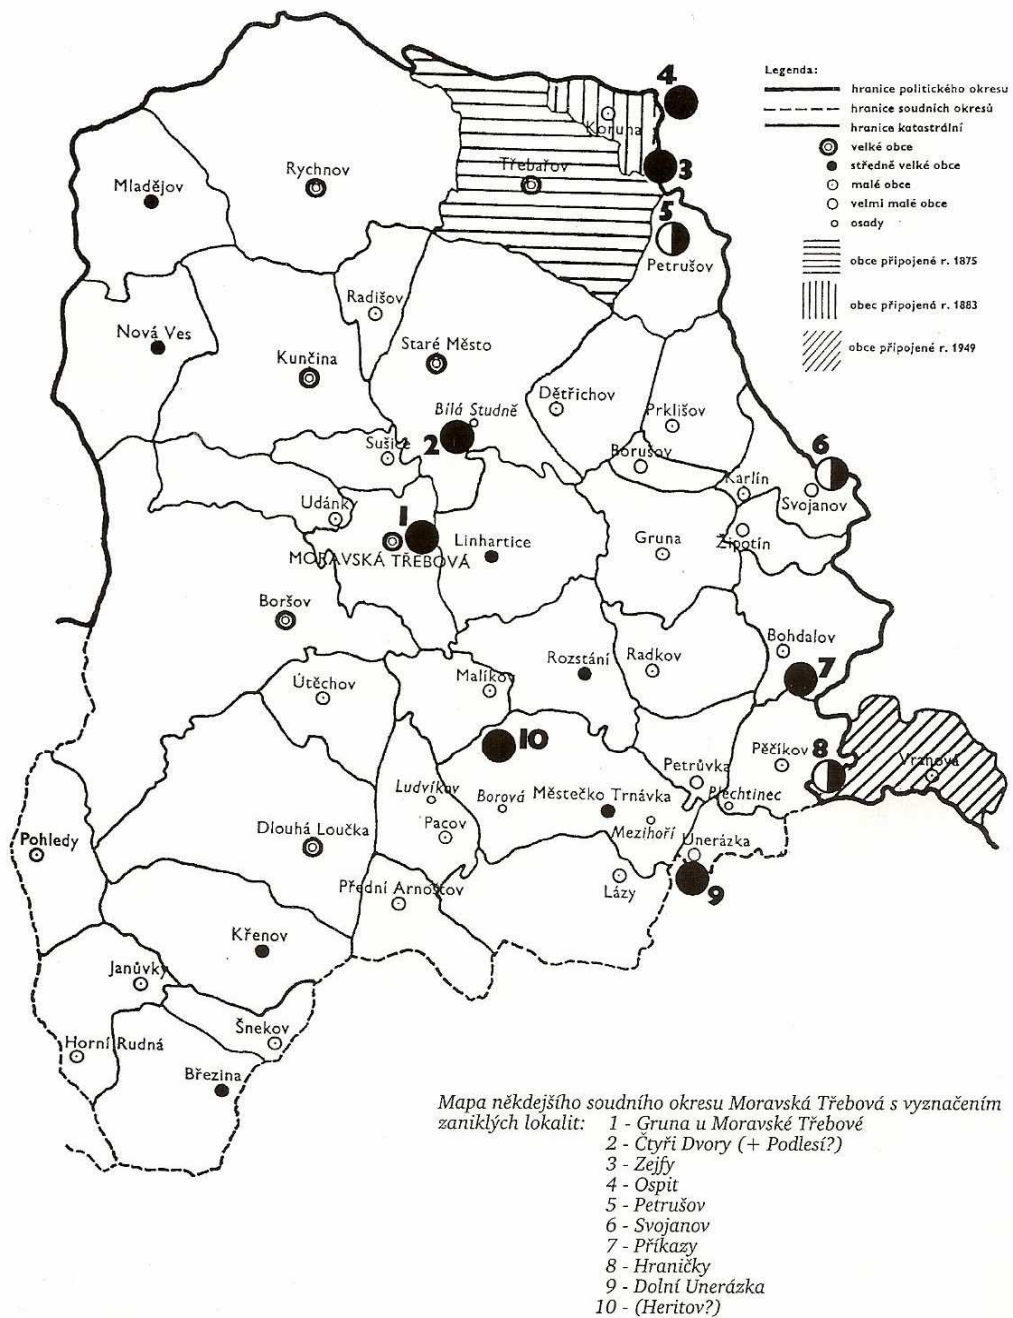 Legenda:
hranice politického okresu
hranice soudních okresů
hranice katastrální
velké obce
středně velké obce
malé obce
velmi malé obce
osady
obce připojené r. 1875
obec připojená r. 1883
obce připojené r. 1949
4
Koruna
3
Třebařov
Rychnov
Mladějov
5
Petrušov
Radišov
Nová Ves
Staré Město
Kunčina
Dětřichov
Prklišov
Bílá Studně
2
Sušice
Borušov
6
Karlín
Svojanov
Udánky
1
MORAVSKÁ TŘEBOVÁ
Linhartice
Gruna
Žipotín
Boršov
Bohdalov
Rozstání
Radkov
7
Útěchov
Malíkov
10
Pěčíkov
8
Vranová
Petrůvka
Plechtinec
Ludvíkov
Borová
Městečko Trnávka
Mezihoří
Pacov
Dlouhá Loučka
Pohledy
Unerázka
9
Lázy
Přední Arnoštov
Křenov
Janůvky
Šnekov
Horní Rudná
Březina
Mapa někdejšího soudního okresu Moravská Třebová s vyznačením
zaniklých lokalit: 1 - Gruna u Moravské Třebové
2 - Čtyři Dvory (+ Podlesí?)
3 - Zejfy
4 - Ospit
5 - Petrušov
6 - Svojanov
7 - Příkazy
8 - Hraničky
9 - Dolní Unerázka
10 - (Heritov?)